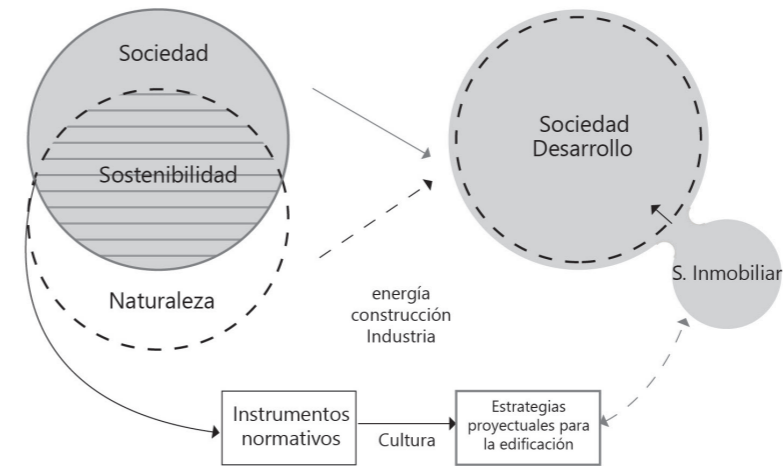 Sociedad
Sostenibilidad
Naturaleza
Sociedad
Desarrollo
S. Inmobiliar
energía
construcción
Industria
Instrumentos
normativos
Cultura
Estrategias
proyectuales para
la edificación